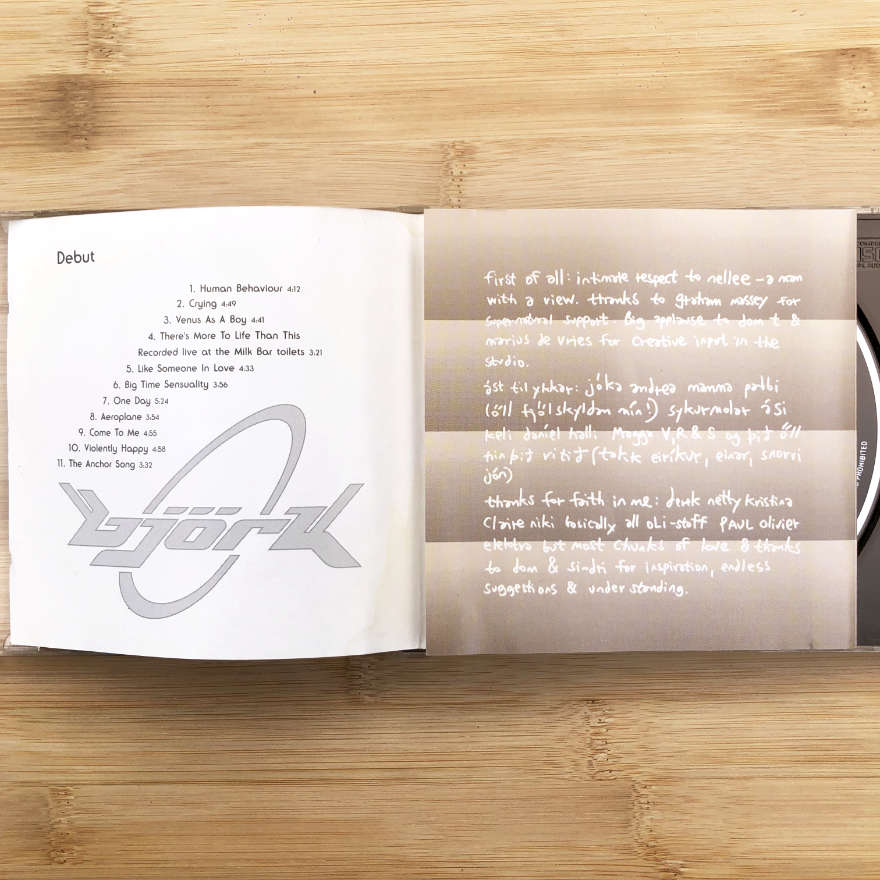 Debut
1. Human Behaviour 4:12
2. Crying 4:49
3. Venus As A Boy 4:41
4. There's More To Life Than This
Recorded live at the Milk Bar toilets 3:21
5. Like Someone In Love 4:33
6. Big Time Sensuality 3:56
7. One Day 5:24
8. Aeroplane 3:54
9. Come To Me 4:55
10. Violently Happy 4:58
11. The Anchor Song 3:32
björk
first of all: intimate respect to nellee – a man
with a view. thanks to graham massey for
supernatural support. Big applause to dom t &
marius de vries for creative input in the
studio.
ást til ykkar: jóka andrea mamma pabbi
(öll fjölskyldan mín!) sykurmolar ási
keli daníel halli Magga V, R & S og þið öll
hin þið vitið (takk eiríkur, einar, snorri
jón)
thanks for faith in me: derek netty kristina
Claire niki basically all oli-staff PAUL olivier
elektra but most chunks of love & thanks
to dom & sindri for inspiration, endless
suggestions & understanding.
PROHIBITED